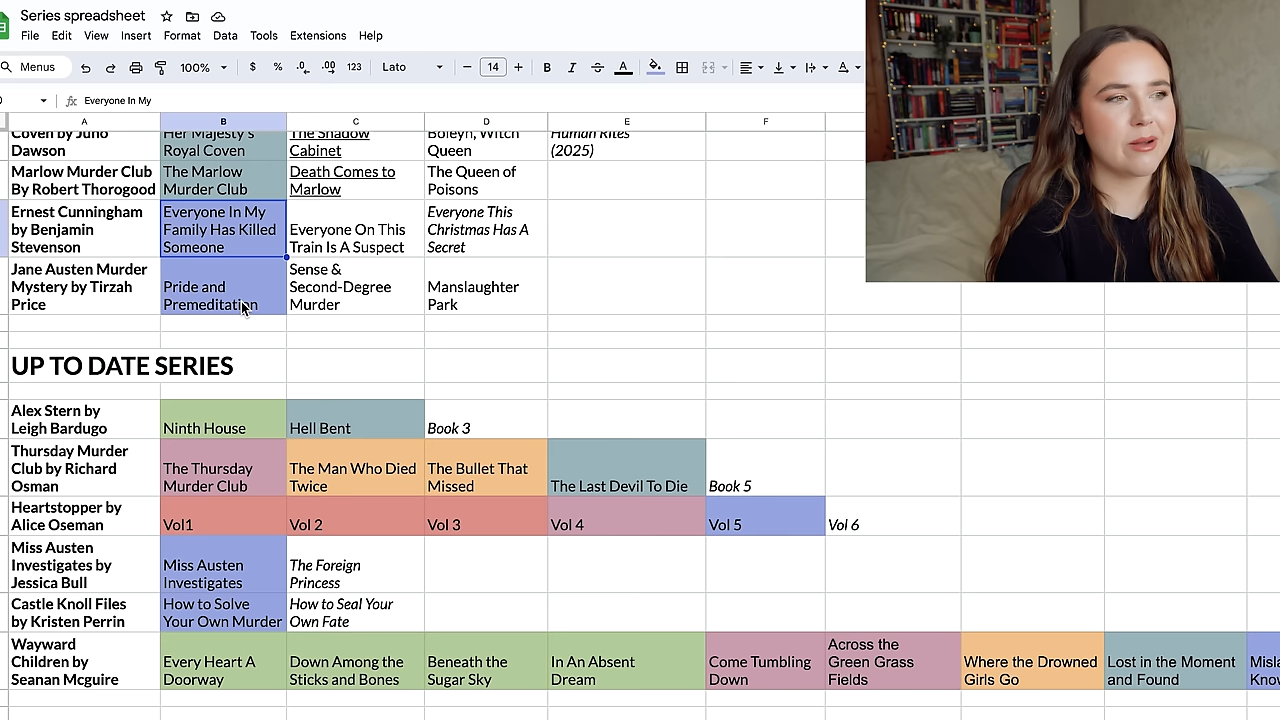 Series spreadsheet
File Edit View Insert Format Data Tools Extensions Help
Menus 100% $ % .0 .00 123 Lato 14 B I A A
fx Everyone In My
A B C D E F
Coven by Juno
Dawson
Her Majesty's
Royal Coven
The Shadow
Cabinet
Boleyn, Witch
Queen
Human Rites
(2025)
Marlow Murder Club
By Robert Thorogood
The Marlow
Murder Club
Death Comes to
Marlow
The Queen of
Poisons
Ernest Cunningham
by Benjamin
Stevenson
Everyone In My
Family Has Killed
Someone
Everyone On This
Train Is A Suspect
Everyone This
Christmas Has A
Secret
Jane Austen Murder
Mystery by Tirzah
Price
Pride and
Premeditation
Sense &
Second-Degree
Murder
Manslaughter
Park
UP TO DATE SERIES
Alex Stern by
Leigh Bardugo
Ninth House
Hell Bent
Book 3
Thursday Murder
Club by Richard
Osman
The Thursday
Murder Club
The Man Who Died
Twice
The Bullet That
Missed
The Last Devil To Die
Book 5
Heartstopper by
Alice Oseman
Vol1
Vol 2
Vol 3
Vol 4
Vol 5
Vol 6
Miss Austen
Investigates by
Jessica Bull
Miss Austen
Investigates
The Foreign
Princess
Castle Knoll Files
by Kristen Perrin
How to Solve
Your Own Murder
How to Seal Your
Own Fate
Wayward
Children by
Seanan Mcguire
Every Heart A
Doorway
Down Among the
Sticks and Bones
Beneath the
Sugar Sky
In An Absent
Dream
Come Tumbling
Down
Across the
Green Grass
Fields
Where the Drowned
Girls Go
Lost in the Moment
and Found